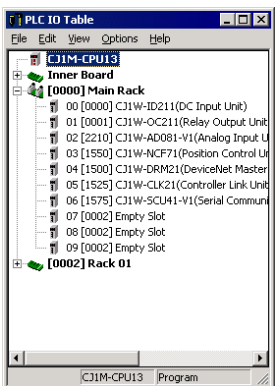 PLC IO Table
File Edit View Options Help
CJ1M-CPU13
Inner Board
[0000] Main Rack
00 [0000] CJ1W-ID211(DC Input Unit)
01 [0001] CJ1W-OC211(Relay Output Unit
02 [2210] CJ1W-AD081-V1(Analog Input U
03 [1550] CJ1W-NCF71(Position Control Ur
04 [1500] CJ1W-DRM21(DeviceNet Master
05 [1525] CJ1W-CLK21(Controller Link Unit
06 [1575] CJ1W-SCU41-V1(Serial Communi
07 [0002] Empty Slot
08 [0002] Empty Slot
09 [0002] Empty Slot
[0002] Rack 01
CJ1M-CPU13 Program